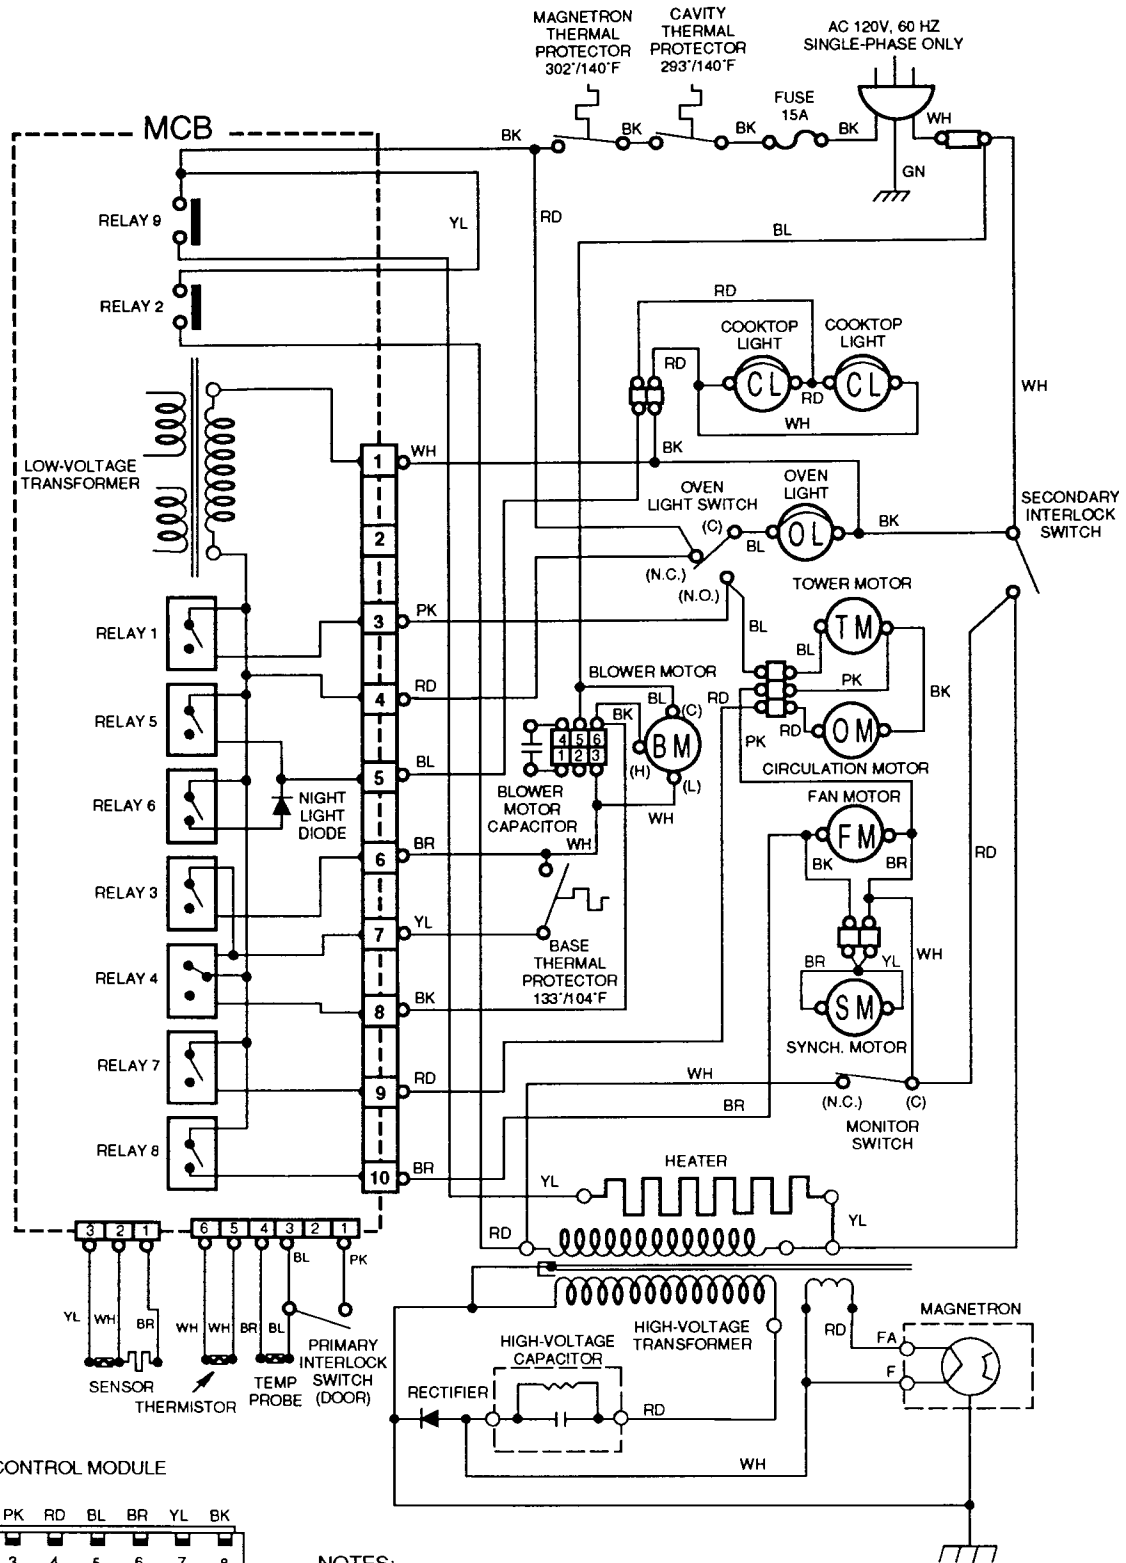 MAGNETRON
THERMAL
PROTECTOR
302°/140°F
CAVITY
THERMAL
PROTECTOR
293°/140°F
AC 120V, 60 HZ
SINGLE-PHASE ONLY
FUSE
15A
MCB
BK
BK
BK
BK
WH
GN
RELAY 9
YL
RD
BL
RELAY 2
RD
COOKTOP
LIGHT
COOKTOP
LIGHT
RD
CL
RD
CL
WH
WH
LOW-VOLTAGE
TRANSFORMER
1
WH
BK
OVEN
LIGHT SWITCH
OVEN
LIGHT
SECONDARY
INTERLOCK
SWITCH
2
(C)
BL
OL
BK
(N.C.)
(N.O.)
TOWER MOTOR
RELAY 1
3
PK
BL
BL
TM
BLOWER MOTOR
PK
RELAY 5
4
RD
BL
(C)
RD
BK
BK
4 5 6
1 2 3
BM
(H)
(L)
PK
RD
OM
CIRCULATION MOTOR
5
BL
RELAY 6
NIGHT
LIGHT
DIODE
BLOWER
MOTOR
CAPACITOR
WH
FAN MOTOR
FM
6
BR
WH
BK
BR
RD
RELAY 3
7
YL
BASE
THERMAL
PROTECTOR
133°/104°F
RELAY 4
BR
YL
WH
8
BK
SM
SYNCH. MOTOR
RELAY 7
9
RD
WH
(N.C.)
(C)
BR
MONITOR
SWITCH
RELAY 8
10
BR
HEATER
YL
YL
3 2 1
6 5 4 3 2 1
RD
BL
PK
YL
WH
BR
WH
WH
BR
BL
SENSOR
THERMISTOR
TEMP
PROBE
PRIMARY
INTERLOCK
SWITCH
(DOOR)
HIGH-VOLTAGE
TRANSFORMER
HIGH-VOLTAGE
CAPACITOR
RD
MAGNETRON
FA
F
RECTIFIER
RD
WH
CONTROL MODULE
PK RD BL BR YL BK
3 4 5 6 7 8
NOTES: